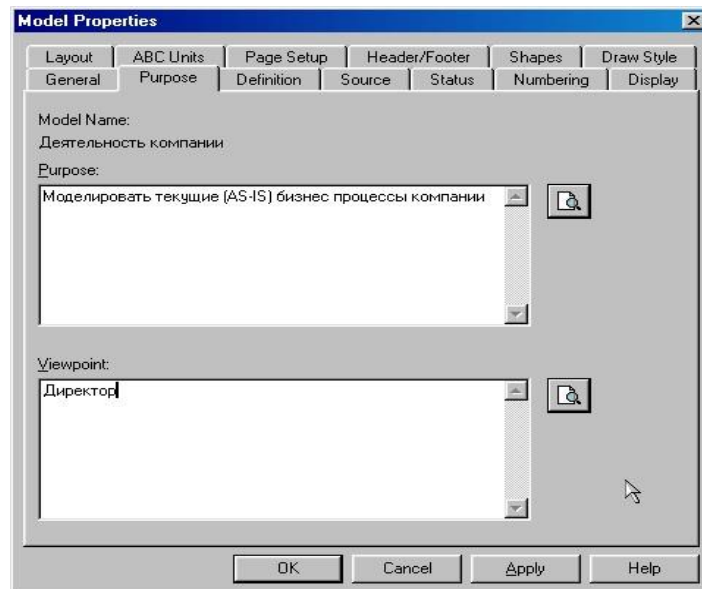 Model Properties
Layout ABC Units Page Setup Header/Footer Shapes Draw Style
General Purpose Definition Source Status Numbering Display
Model Name:
Деятельность компании
Purpose:
Моделировать текущие (AS-IS) бизнес процессы компании
Viewpoint:
Директор
OK Cancel Apply Help